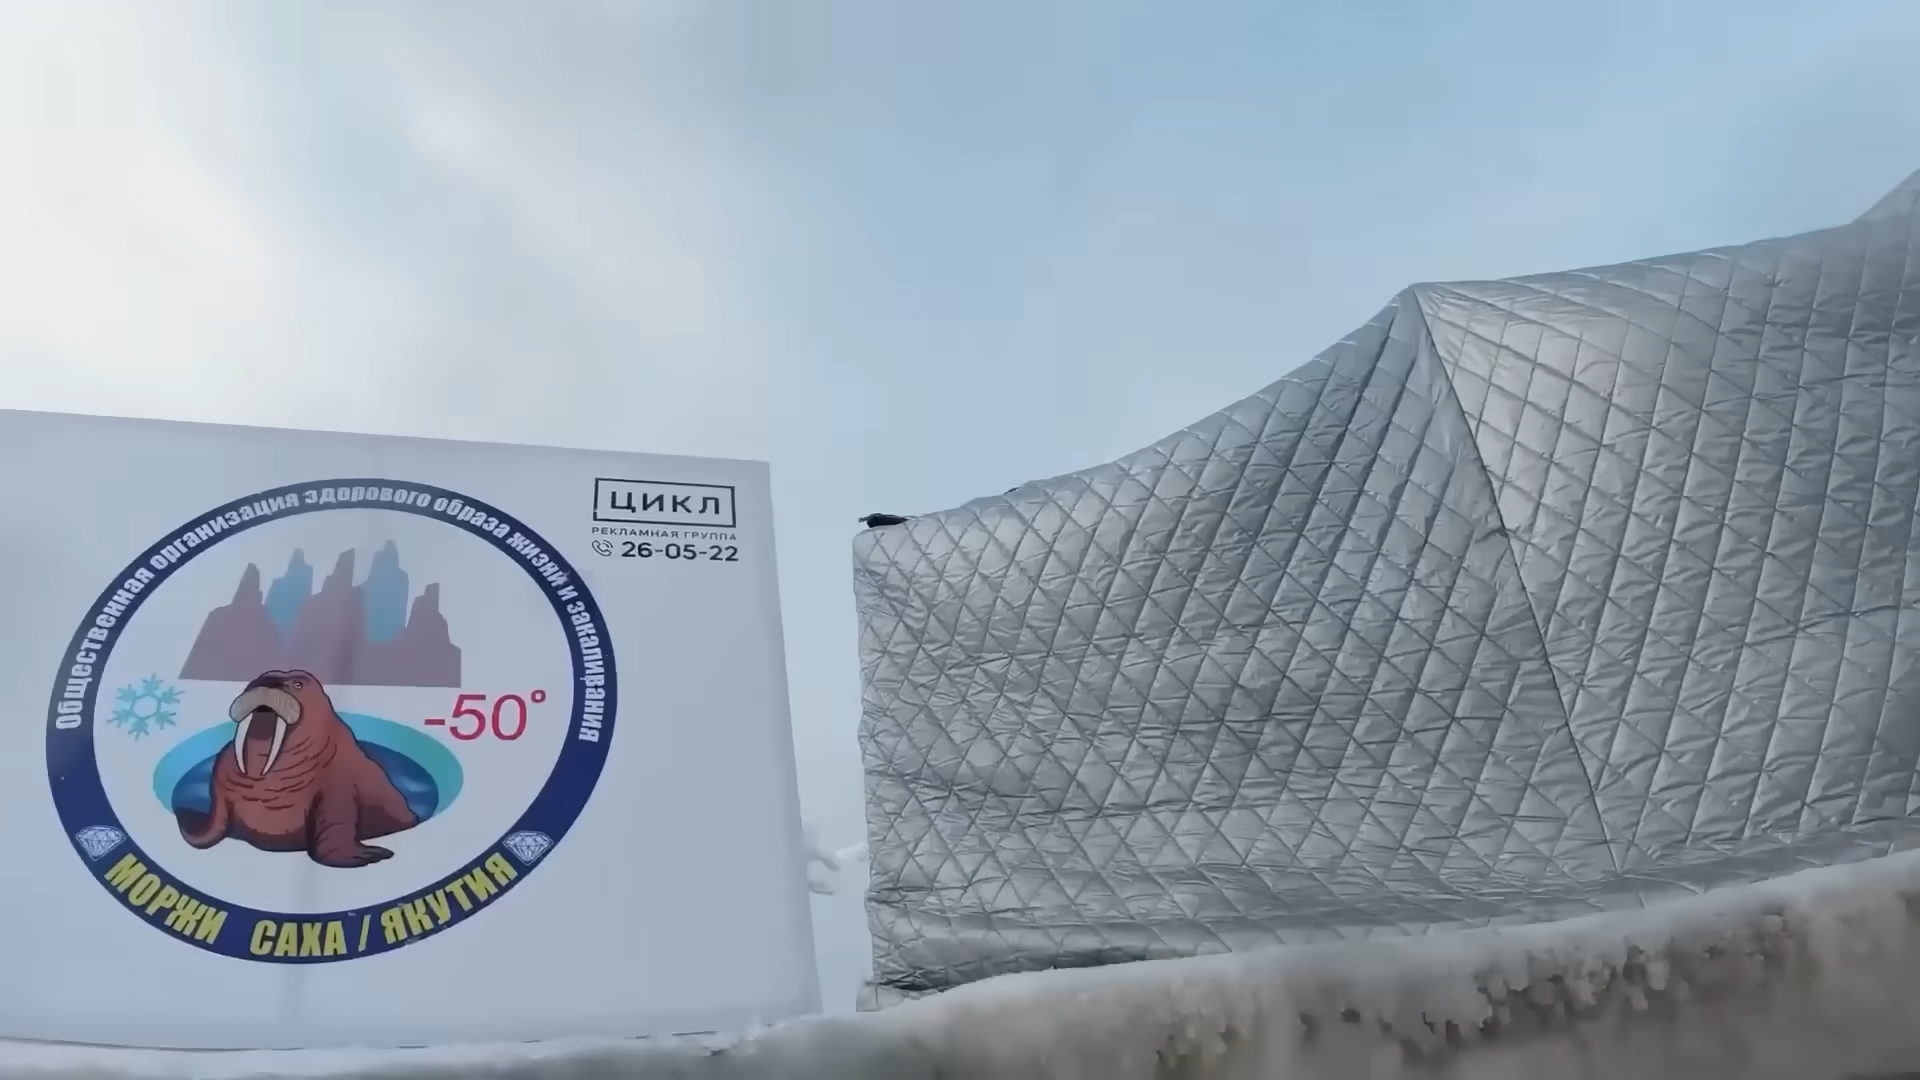 Общественная организация здорового образа жизни и закаливания
-50°
МОРЖИ САХА / ЯКУТИЯ
ЦИКЛ
РЕКЛАМНАЯ ГРУППА
26-05-22